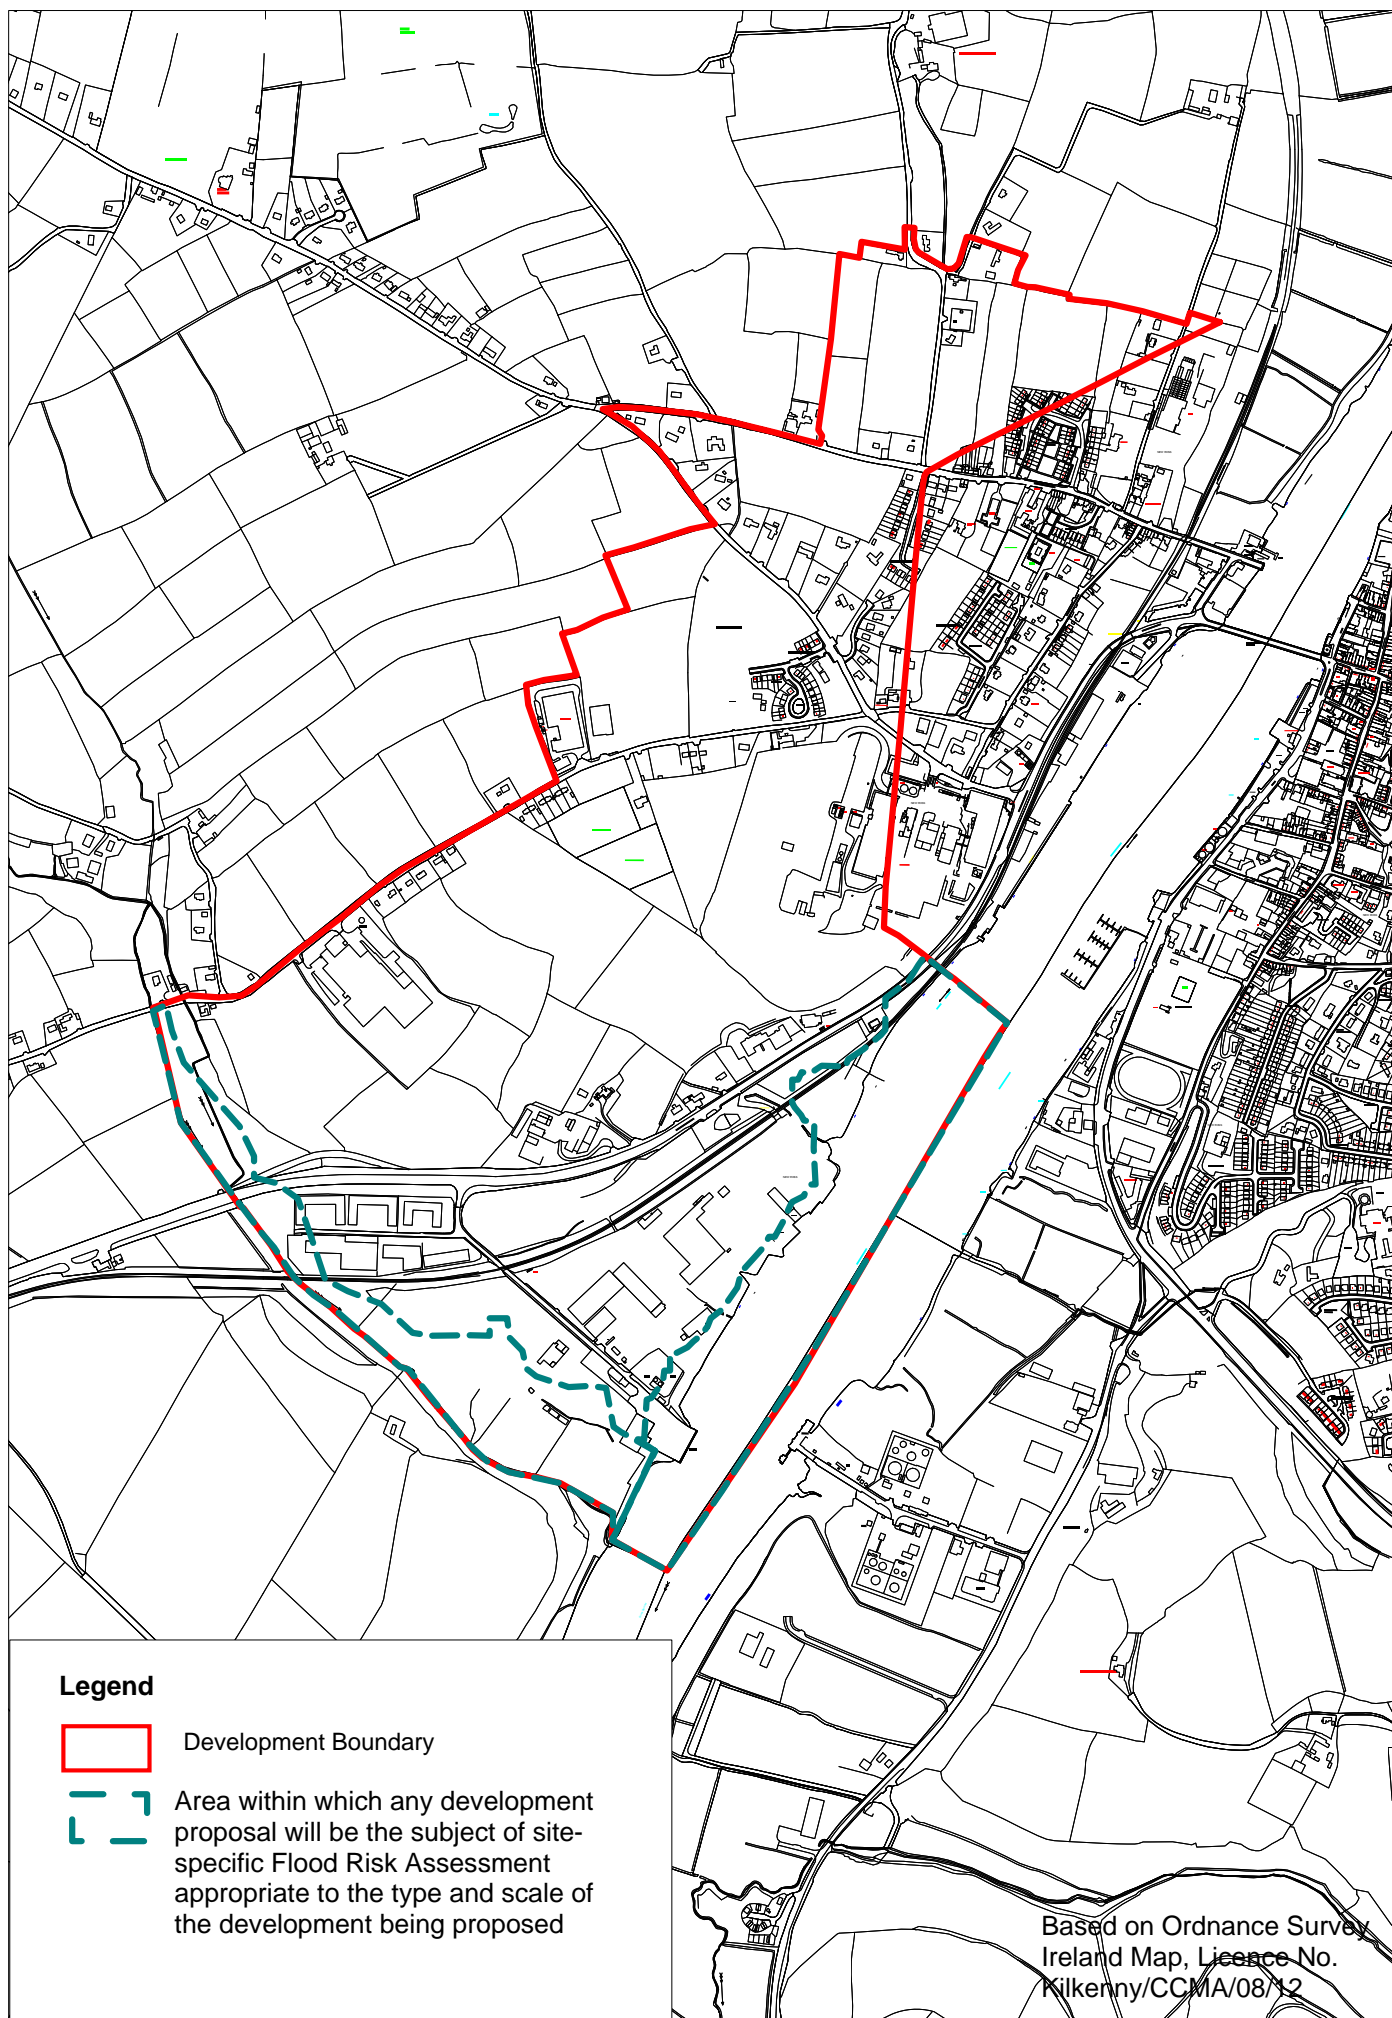 Legend
Development Boundary
Area within which any development
proposal will be the subject of site-
specific Flood Risk Assessment
appropriate to the type and scale of
the development being proposed
Based on Ordnance Survey
Ireland Map, Licence No.
Kilkenny/CCMA/08/12